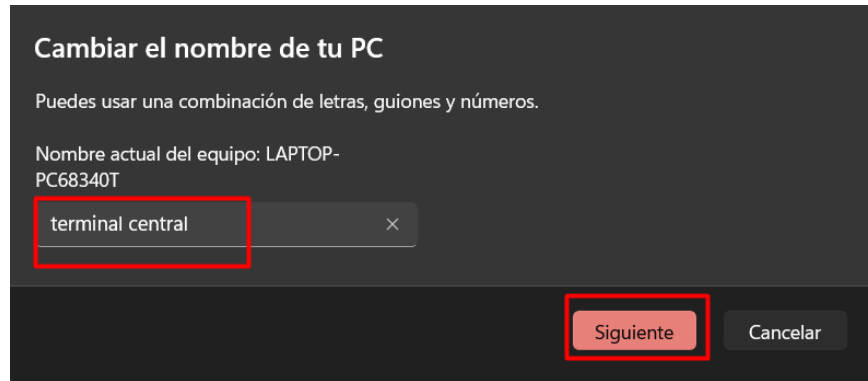 Cambiar el nombre de tu PC
Puedes usar una combinación de letras, guiones y números.
Nombre actual del equipo: LAPTOP-
PC68340T
terminal central
Siguiente
Cancelar